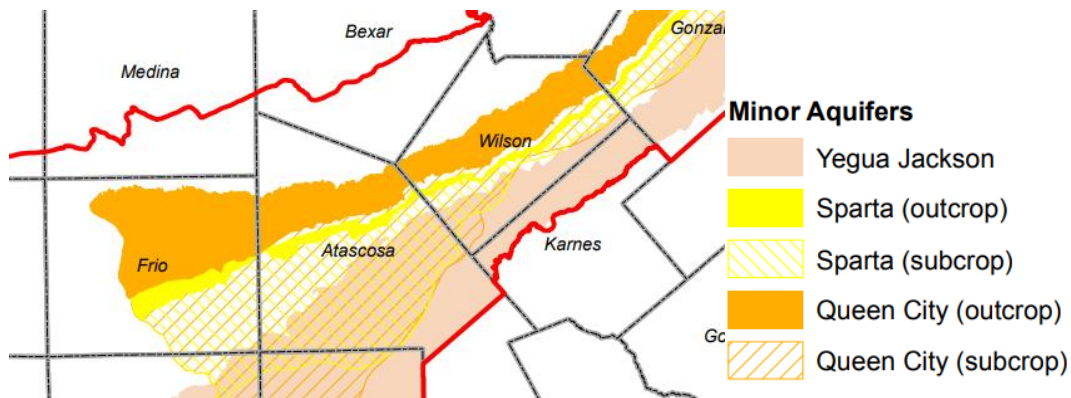 Bexar
Gonzal
Medina
Wilson
Atascosa
Karnes
Frio
Go
Minor Aquifers
Yegua Jackson
Sparta (outcrop)
Sparta (subcrop)
Queen City (outcrop)
Queen City (subcrop)